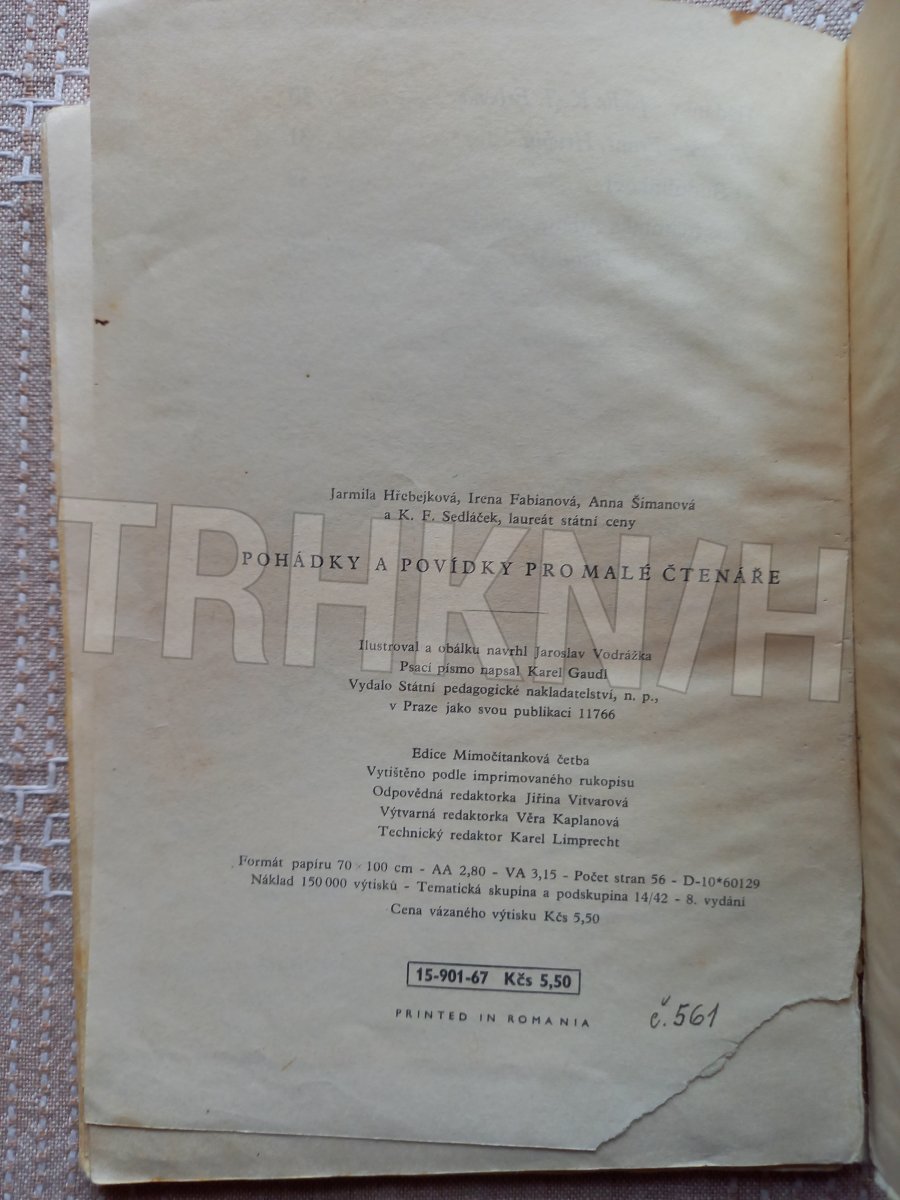 Jarmila Hřebejková, Irena Fabianová, Anna Šimanová
a K. F. Sedláček, laureát státní ceny
POHÁDKY A POVÍDKY PRO MALÉ ČTENÁŘE
TRHKN/H
Ilustroval a obálku navrhl Jaroslav Vodrážka
Psací písmo napsal Karel Gaudl
Vydalo Státní pedagogické nakladatelství, n. p.,
v Praze jako svou publikaci 11766
Edice Mimočítanková četba
Vytištěno podle imprimovaného rukopisu
Odpovědná redaktorka Jiřina Vitvarová
Výtvarná redaktorka Věra Kaplanová
Technický redaktor Karel Limprecht
Formát papíru 70 × 100 cm - AA 2,80 - VA 3,15 - Počet stran 56 - D-10*60129
Náklad 150 000 výtisků - Tematická skupina a podskupina 14/42 - 8. vydání
Cena vázaného výtisku Kčs 5,50
15-901-67 Kčs 5,50
PRINTED IN ROMANIA
č. 561